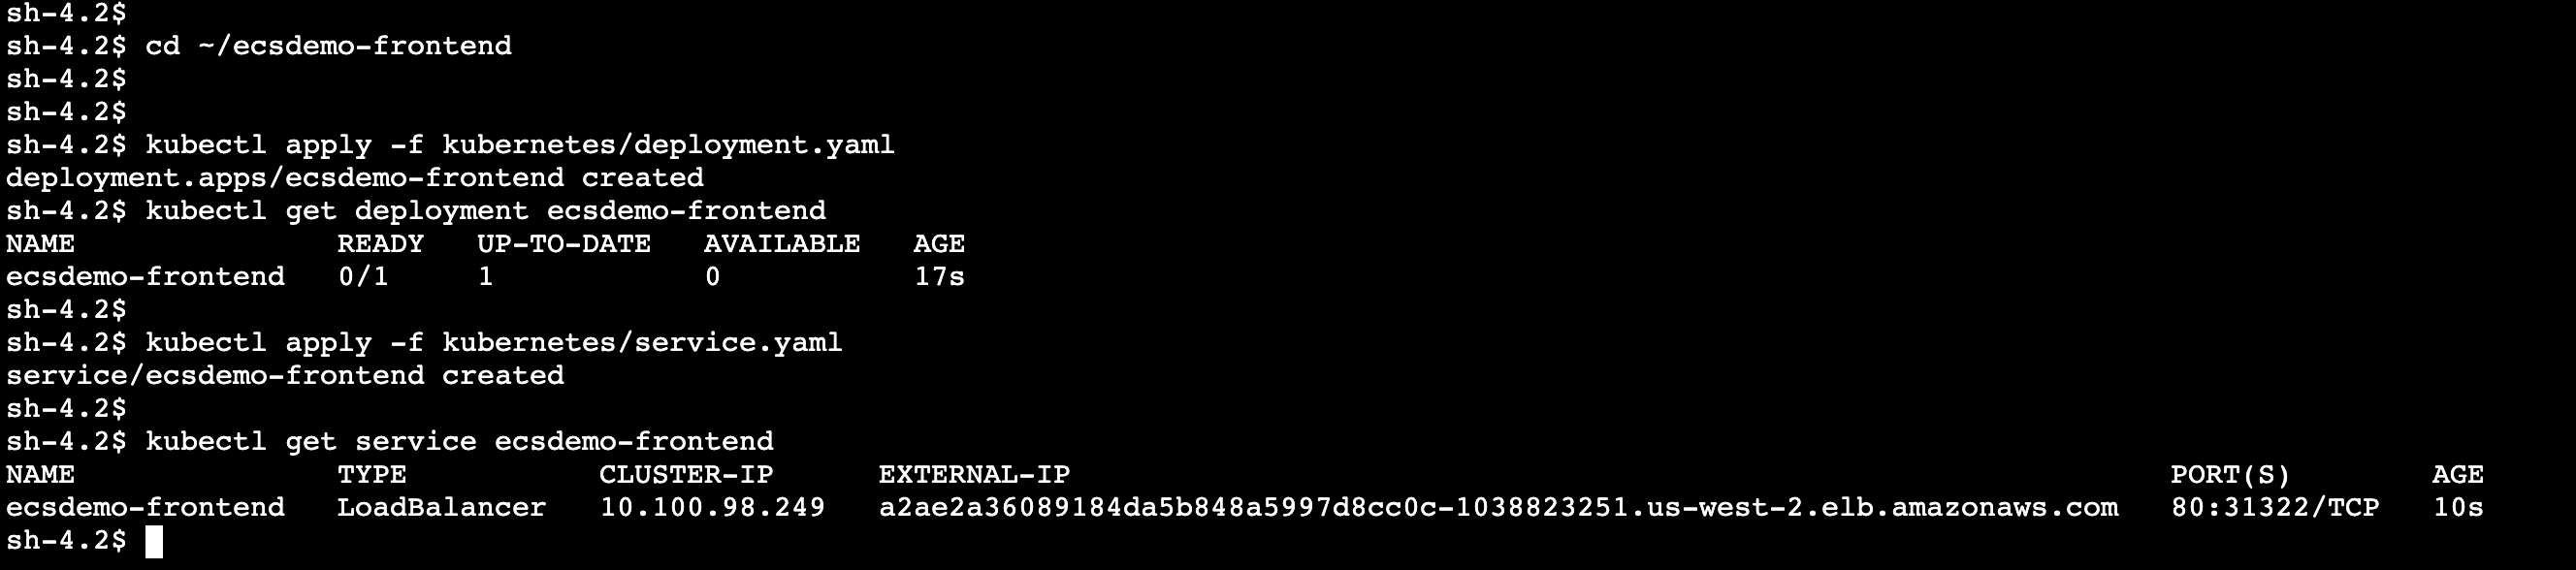 sh-4.2$
sh-4.2$ cd ~/ecsdemo-frontend
sh-4.2$
sh-4.2$
sh-4.2$ kubectl apply -f kubernetes/deployment.yaml
deployment.apps/ecsdemo-frontend created
sh-4.2$ kubectl get deployment ecsdemo-frontend
NAME READY UP-TO-DATE AVAILABLE AGE
ecsdemo-frontend 0/1 1 0 17s
sh-4.2$
sh-4.2$ kubectl apply -f kubernetes/service.yaml
service/ecsdemo-frontend created
sh-4.2$
sh-4.2$ kubectl get service ecsdemo-frontend
NAME TYPE CLUSTER-IP EXTERNAL-IP PORT(S) AGE
ecsdemo-frontend LoadBalancer 10.100.98.249 a2ae2a36089184da5b848a5997d8cc0c-1038823251.us-west-2.elb.amazonaws.com 80:31322/TCP 10s
sh-4.2$